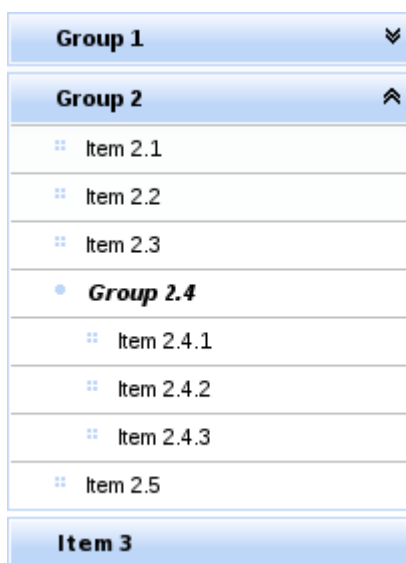 Group 1
Group 2
Item 2.1
Item 2.2
Item 2.3
Group 2.4
Item 2.4.1
Item 2.4.2
Item 2.4.3
Item 2.5
Item 3